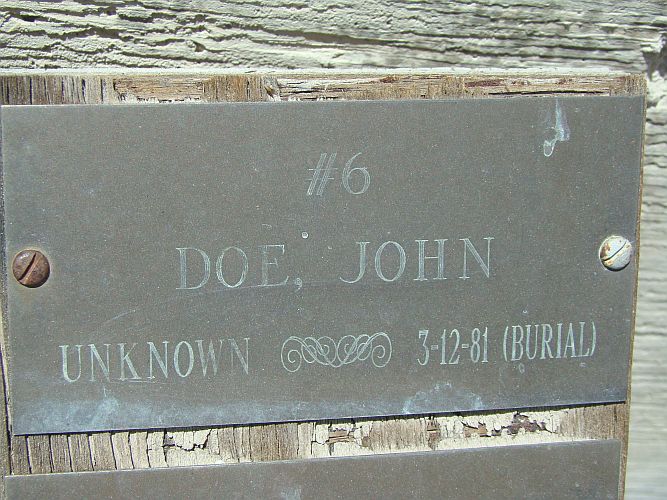 #6
DOE, JOHN
UNKNOWN 3-12-81 (BURIAL)